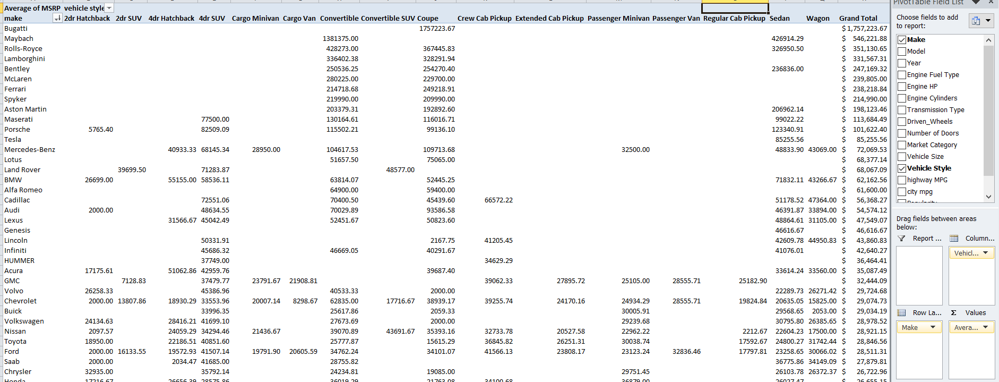 Average of MSRP vehicle style
make 2dr Hatchback 2dr SUV 4dr Hatchback 4dr SUV Cargo Minivan Cargo Van Convertible Convertible SUV Coupe Crew Cab Pickup Extended Cab Pickup Passenger Minivan Passenger Van Regular Cab Pickup Sedan Wagon Grand Total
Bugatti 1757223.67 $ 1,757,223.67
Maybach 1381375.00 426914.29 $ 546,221.88
Rolls-Royce 428273.00 367445.83 326950.50 $ 351,130.65
Lamborghini 336402.38 328291.94 $ 331,567.31
Bentley 250536.25 254270.40 236836.00 $ 247,169.32
McLaren 280225.00 229700.00 $ 239,805.00
Ferrari 214718.68 249218.91 $ 238,218.84
Spyker 219990.00 209990.00 $ 214,990.00
Aston Martin 203379.31 192892.60 206962.14 $ 198,123.46
Maserati 77500.00 130164.61 116016.71 99022.22 $ 113,684.49
Porsche 5765.40 82509.09 115502.21 99136.10 123340.91 $ 101,622.40
Tesla 85255.56 $ 85,255.56
Mercedes-Benz 40933.33 68145.34 28950.00 104617.53 109713.68 32500.00 48833.90 43069.00 $ 72,069.53
Lotus 51657.50 75065.00 $ 68,377.14
Land Rover 39699.50 71283.87 48577.00 $ 68,067.09
BMW 26699.00 55155.00 58536.11 63814.07 52445.25 71832.11 43266.67 $ 62,162.56
Alfa Romeo 64900.00 59400.00 $ 61,600.00
Cadillac 72551.06 70400.50 45439.60 66572.22 51178.52 47364.00 $ 56,368.27
Audi 2000.00 48634.55 70029.89 93586.58 46391.87 33894.00 $ 54,574.12
Lexus 31566.67 45042.49 52451.67 50823.60 48864.61 31105.00 $ 47,549.07
Genesis 46616.67 $ 46,616.67
Lincoln 50331.91 2167.75 41205.45 42609.78 44950.83 $ 43,860.83
Infiniti 45686.32 46669.05 40291.67 41076.01 $ 42,640.27
HUMMER 37749.00 34629.29 $ 36,464.41
Acura 17175.61 51062.86 42959.76 39687.40 33614.24 33560.00 $ 35,087.49
GMC 7128.83 37479.77 23791.67 21908.81 39062.33 27895.72 25105.00 28555.71 25182.90 $ 32,444.09
Volvo 26258.33 45386.96 40533.33 2000.00 22289.73 26271.42 $ 29,724.68
Chevrolet 2000.00 13807.86 18930.29 33553.96 20007.14 8298.67 62835.00 17716.67 38939.17 39255.74 24170.16 24934.29 28555.71 19824.84 20635.05 15825.00 $ 29,074.73
Buick 33996.35 25617.86 2059.33 30005.91 29568.65 2053.00 $ 29,034.19
Volkswagen 24134.63 28416.21 41699.10 27673.69 2000.00 29239.68 30795.80 26385.65 $ 28,978.52
Nissan 2097.57 24059.29 34294.46 21436.67 39070.89 43691.67 35393.16 32733.78 20527.58 22962.22 2212.67 22604.23 17500.00 $ 28,921.15
Toyota 18950.00 22186.51 40851.60 25777.87 15615.29 36845.82 26251.31 30038.74 17592.67 24800.27 31742.44 $ 28,846.56
Ford 2000.00 16133.55 19572.93 41507.14 19791.90 20605.59 34762.24 34101.07 41566.13 23808.17 23123.24 32836.46 17797.81 23258.65 30066.02 $ 28,511.31
Saab 2000.00 2034.47 41685.00 28755.82 36775.86 34149.09 $ 27,879.81
Chrysler 32935.00 35792.14 24234.81 19085.00 29751.45 26103.78 26372.37 $ 26,722.96
Honda 17216.67 26656.39 28575.86 36019.29 21763.08 34100.68 36879.00 26027.47 $ 26,655.15
PivotTable Field List
Choose fields to add
to report:
Make
Model
Year
Engine Fuel Type
Engine HP
Engine Cylinders
Transmission Type
Driven_Wheels
Number of Doors
Market Category
Vehicle Size
Vehicle Style
highway MPG
city mpg
Popularity
Drag fields between areas
below:
Report ... Column...
Vehicl...
Row La... Σ Values
Make Avera...